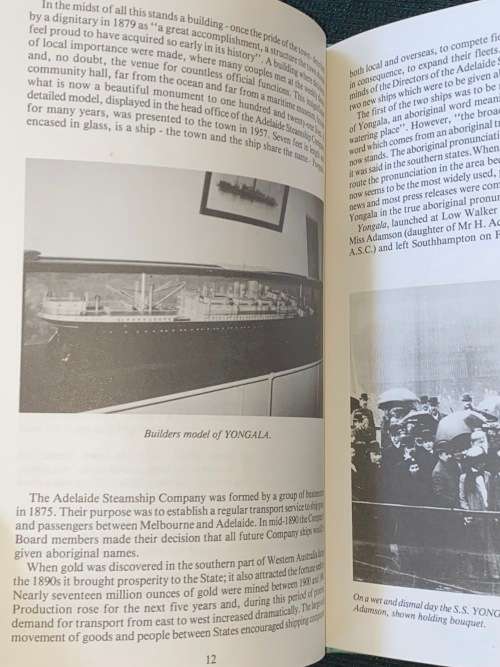 In the midst of all this stands a building - once the pride of the town
by a dignitary in 1879 as "a great accomplishment, a structure the town
feel proud to have acquired so early in its history". A building where
of local importance were made, where many couples met at the
and, no doubt, the venue for countless official functions. This
community hall, far from the ocean and far from a maritime
what is now a beautiful monument to one hundred and twenty-one
detailed model, displayed in the head office of the Adelaide Steamship
for many years, was presented to the town in 1957. Seven feet in length
encased in glass, is a ship - the town and the ship share the name -
Builders model of YONGALA.
The Adelaide Steamship Company was formed by a group of
in 1875. Their purpose was to establish a regular transport service to
and passengers between Melbourne and Adelaide. In mid-1890 the
Board members made their decision that all future Company ships
given aboriginal names.
When gold was discovered in the southern part of Western Australia
the 1890s it brought prosperity to the State; it also attracted the fortune
Nearly seventeen million ounces of gold were mined between 1900 and
Production rose for the next five years and, during this period of
demand for transport from east to west increased dramatically. The
movement of goods and people between States encouraged shipping
12
both local and overseas, to compete
in consequence, to expand their fleets
minds of the Directors of the Adelaide
two new ships which were to be given a
The first of the two ships was to be
of Yongala, an aboriginal word
watering place". However, "the
word which comes from an aboriginal
now stands. The aboriginal
it was said in the southern states. When
route the pronunciation in the area
now seems to be the most widely used,
news and most press releases were
Yongala in the true aboriginal
Yongala, launched at Low Walker
Miss Adamson (daughter of Mr H.
A.S.C.) and left Southhampton on
On a wet and dismal day the S.S.
Adamson, shown holding bouquet.